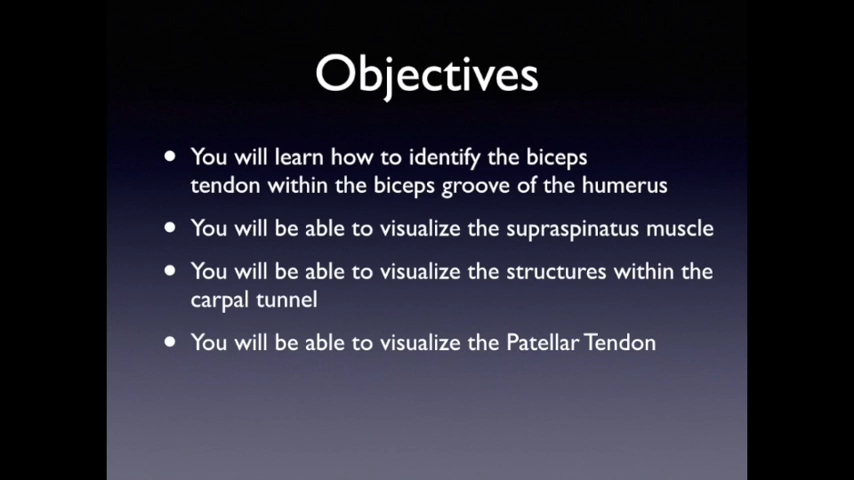 Objectives
• You will learn how to identify the biceps
tendon within the biceps groove of the humerus
• You will be able to visualize the supraspinatus muscle
• You will be able to visualize the structures within the
carpal tunnel
• You will be able to visualize the Patellar Tendon